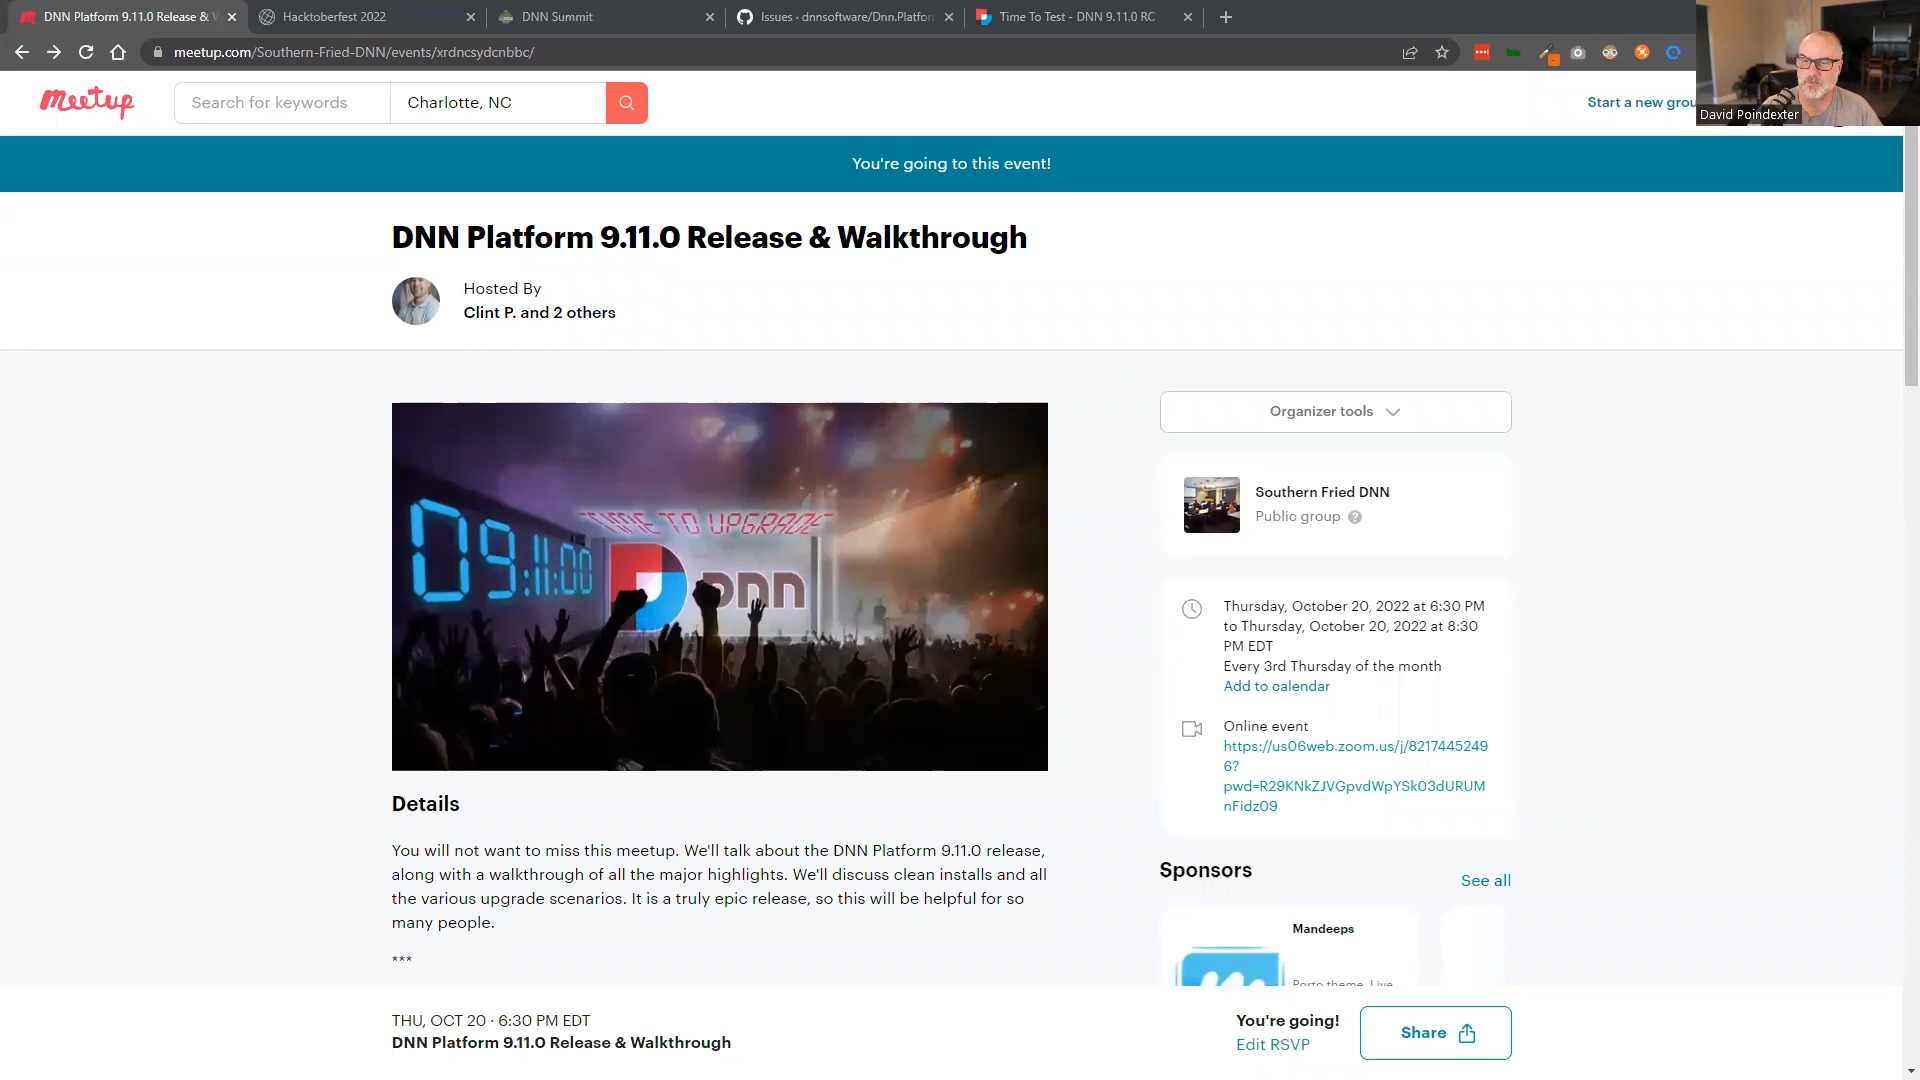 DNN Platform 9.11.0 Release & W
Hacktoberfest 2022
DNN Summit
Issues · dnnsoftware/Dnn.Platfor
Time To Test - DNN 9.11.0 RC
meetup.com/Southern-Fried-DNN/events/xrdncsydcnbbc/
meetup
Search for keywords
Charlotte, NC
Start a new grou
David Poindexter
You're going to this event!
DNN Platform 9.11.0 Release & Walkthrough
Hosted By
Clint P. and 2 others
TIME TO UPGRADE
09:11:00
DNN
Organizer tools
Southern Fried DNN
Public group
Thursday, October 20, 2022 at 6:30 PM
to Thursday, October 20, 2022 at 8:30
PM EDT
Every 3rd Thursday of the month
Add to calendar
Online event
https://us06web.zoom.us/j/8217445249
6?
pwd=R29KNkZJVGpvdWpYSk03dURUM
nFidz09
Details
You will not want to miss this meetup. We'll talk about the DNN Platform 9.11.0 release,
along with a walkthrough of all the major highlights. We'll discuss clean installs and all
the various upgrade scenarios. It is a truly epic release, so this will be helpful for so
many people.
***
Sponsors
See all
Mandeeps
Porto theme, Live
THU, OCT 20 · 6:30 PM EDT
DNN Platform 9.11.0 Release & Walkthrough
You're going!
Edit RSVP
Share